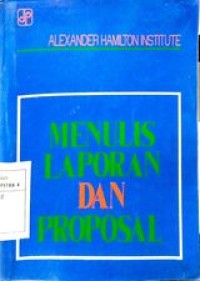 ALEXANDER HAMILTON INSTITUTE
MENULIS
LAPORAN
DAN
PROPOSAL